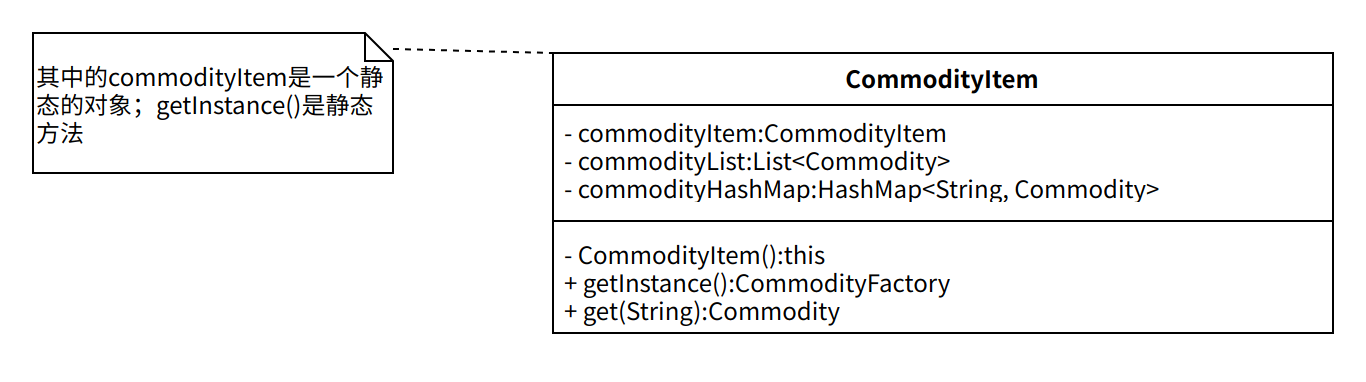 其中的commodityItem是一个静
态的对象；getInstance()是静态
方法
CommodityItem
- commodityItem:CommodityItem
- commodityList:List<Commodity>
- commodityHashMap:HashMap<String, Commodity>
- CommodityItem():this
+ getInstance():CommodityFactory
+ get(String):Commodity